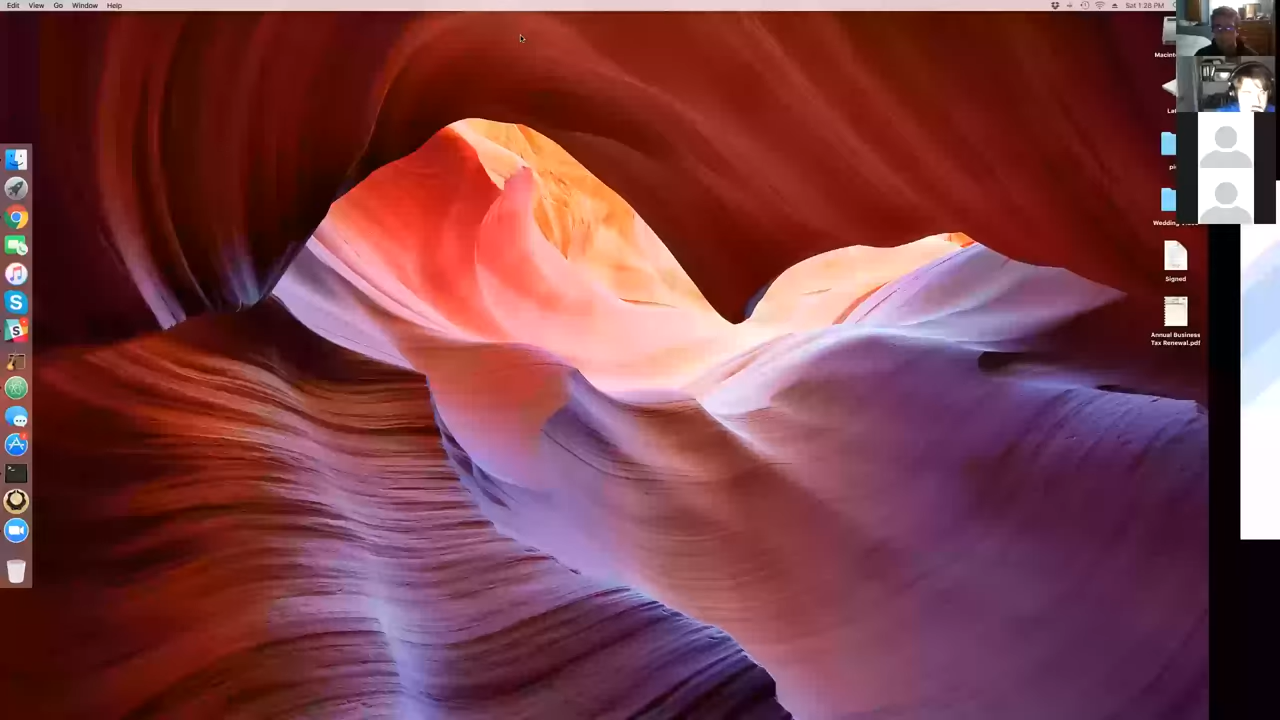 Edit View Go Window Help
Sat 1:28 PM
Signed
Annual Business
Tax Renewal.pdf